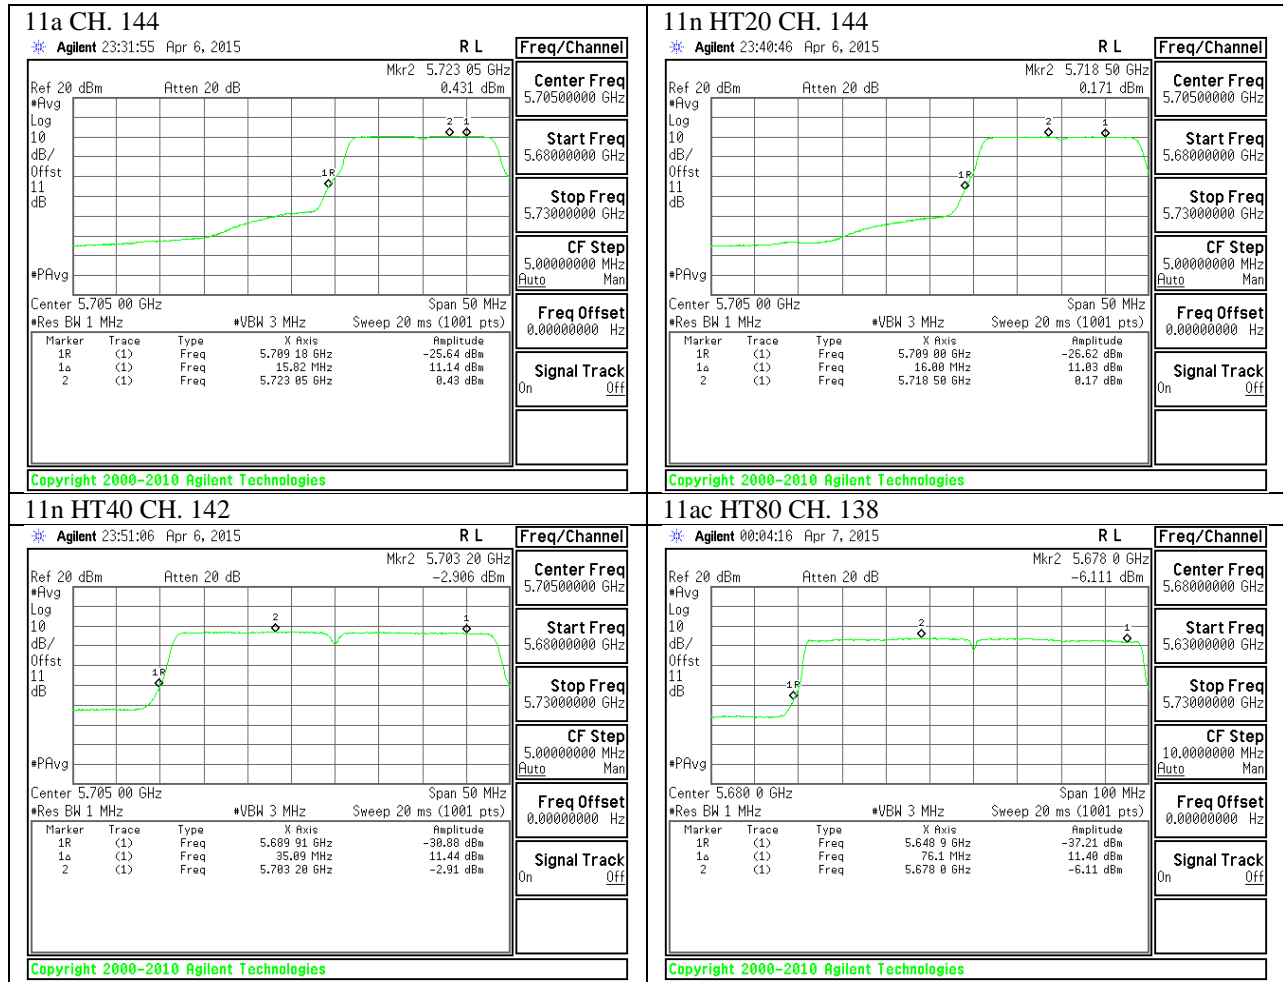 11a CH. 144
Agilent 23:31:55 Apr 6, 2015 R L
Freq/Channel
Mkr2 5.723 05 GHz
Ref 20 dBm Atten 20 dB 0.431 dBm
#Avg
Log
10
dB/
Offst
11
dB
#PAvg
2 1
1R
Center 5.705 00 GHz Span 50 MHz
#Res BW 1 MHz #VBW 3 MHz Sweep 20 ms (1001 pts)
Marker Trace Type X Axis Amplitude
1R (1) Freq 5.709 18 GHz -25.64 dBm
1Δ (1) Freq 15.82 MHz 11.14 dBm
2 (1) Freq 5.723 05 GHz 0.43 dBm
Center Freq
5.70500000 GHz
Start Freq
5.68000000 GHz
Stop Freq
5.73000000 GHz
CF Step
5.00000000 MHz
Auto Man
Freq Offset
0.00000000 Hz
Signal Track
On Off
Copyright 2000-2010 Agilent Technologies
11n HT20 CH. 144
Agilent 23:40:46 Apr 6, 2015 R L
Freq/Channel
Mkr2 5.718 50 GHz
Ref 20 dBm Atten 20 dB 0.171 dBm
#Avg
Log
10
dB/
Offst
11
dB
#PAvg
2 1
1R
Center 5.705 00 GHz Span 50 MHz
#Res BW 1 MHz #VBW 3 MHz Sweep 20 ms (1001 pts)
Marker Trace Type X Axis Amplitude
1R (1) Freq 5.709 00 GHz -26.62 dBm
1Δ (1) Freq 16.00 MHz 11.03 dBm
2 (1) Freq 5.718 50 GHz 0.17 dBm
Center Freq
5.70500000 GHz
Start Freq
5.68000000 GHz
Stop Freq
5.73000000 GHz
CF Step
5.00000000 MHz
Auto Man
Freq Offset
0.00000000 Hz
Signal Track
On Off
Copyright 2000-2010 Agilent Technologies
11n HT40 CH. 142
Agilent 23:51:06 Apr 6, 2015 R L
Freq/Channel
Mkr2 5.703 20 GHz
Ref 20 dBm Atten 20 dB -2.906 dBm
#Avg
Log
10
dB/
Offst
11
dB
#PAvg
2 1
1R
Center 5.705 00 GHz Span 50 MHz
#Res BW 1 MHz #VBW 3 MHz Sweep 20 ms (1001 pts)
Marker Trace Type X Axis Amplitude
1R (1) Freq 5.689 91 GHz -30.88 dBm
1Δ (1) Freq 35.09 MHz 11.44 dBm
2 (1) Freq 5.703 20 GHz -2.91 dBm
Center Freq
5.70500000 GHz
Start Freq
5.68000000 GHz
Stop Freq
5.73000000 GHz
CF Step
5.00000000 MHz
Auto Man
Freq Offset
0.00000000 Hz
Signal Track
On Off
Copyright 2000-2010 Agilent Technologies
11ac HT80 CH. 138
Agilent 00:04:16 Apr 7, 2015 R L
Freq/Channel
Mkr2 5.678 0 GHz
Ref 20 dBm Atten 20 dB -6.111 dBm
#Avg
Log
10
dB/
Offst
11
dB
#PAvg
2 1
1R
Center 5.680 0 GHz Span 100 MHz
#Res BW 1 MHz #VBW 3 MHz Sweep 20 ms (1001 pts)
Marker Trace Type X Axis Amplitude
1R (1) Freq 5.648 9 GHz -37.21 dBm
1Δ (1) Freq 76.1 MHz 11.40 dBm
2 (1) Freq 5.678 0 GHz -6.11 dBm
Center Freq
5.68000000 GHz
Start Freq
5.63000000 GHz
Stop Freq
5.73000000 GHz
CF Step
10.0000000 MHz
Auto Man
Freq Offset
0.00000000 Hz
Signal Track
On Off
Copyright 2000-2010 Agilent Technologies